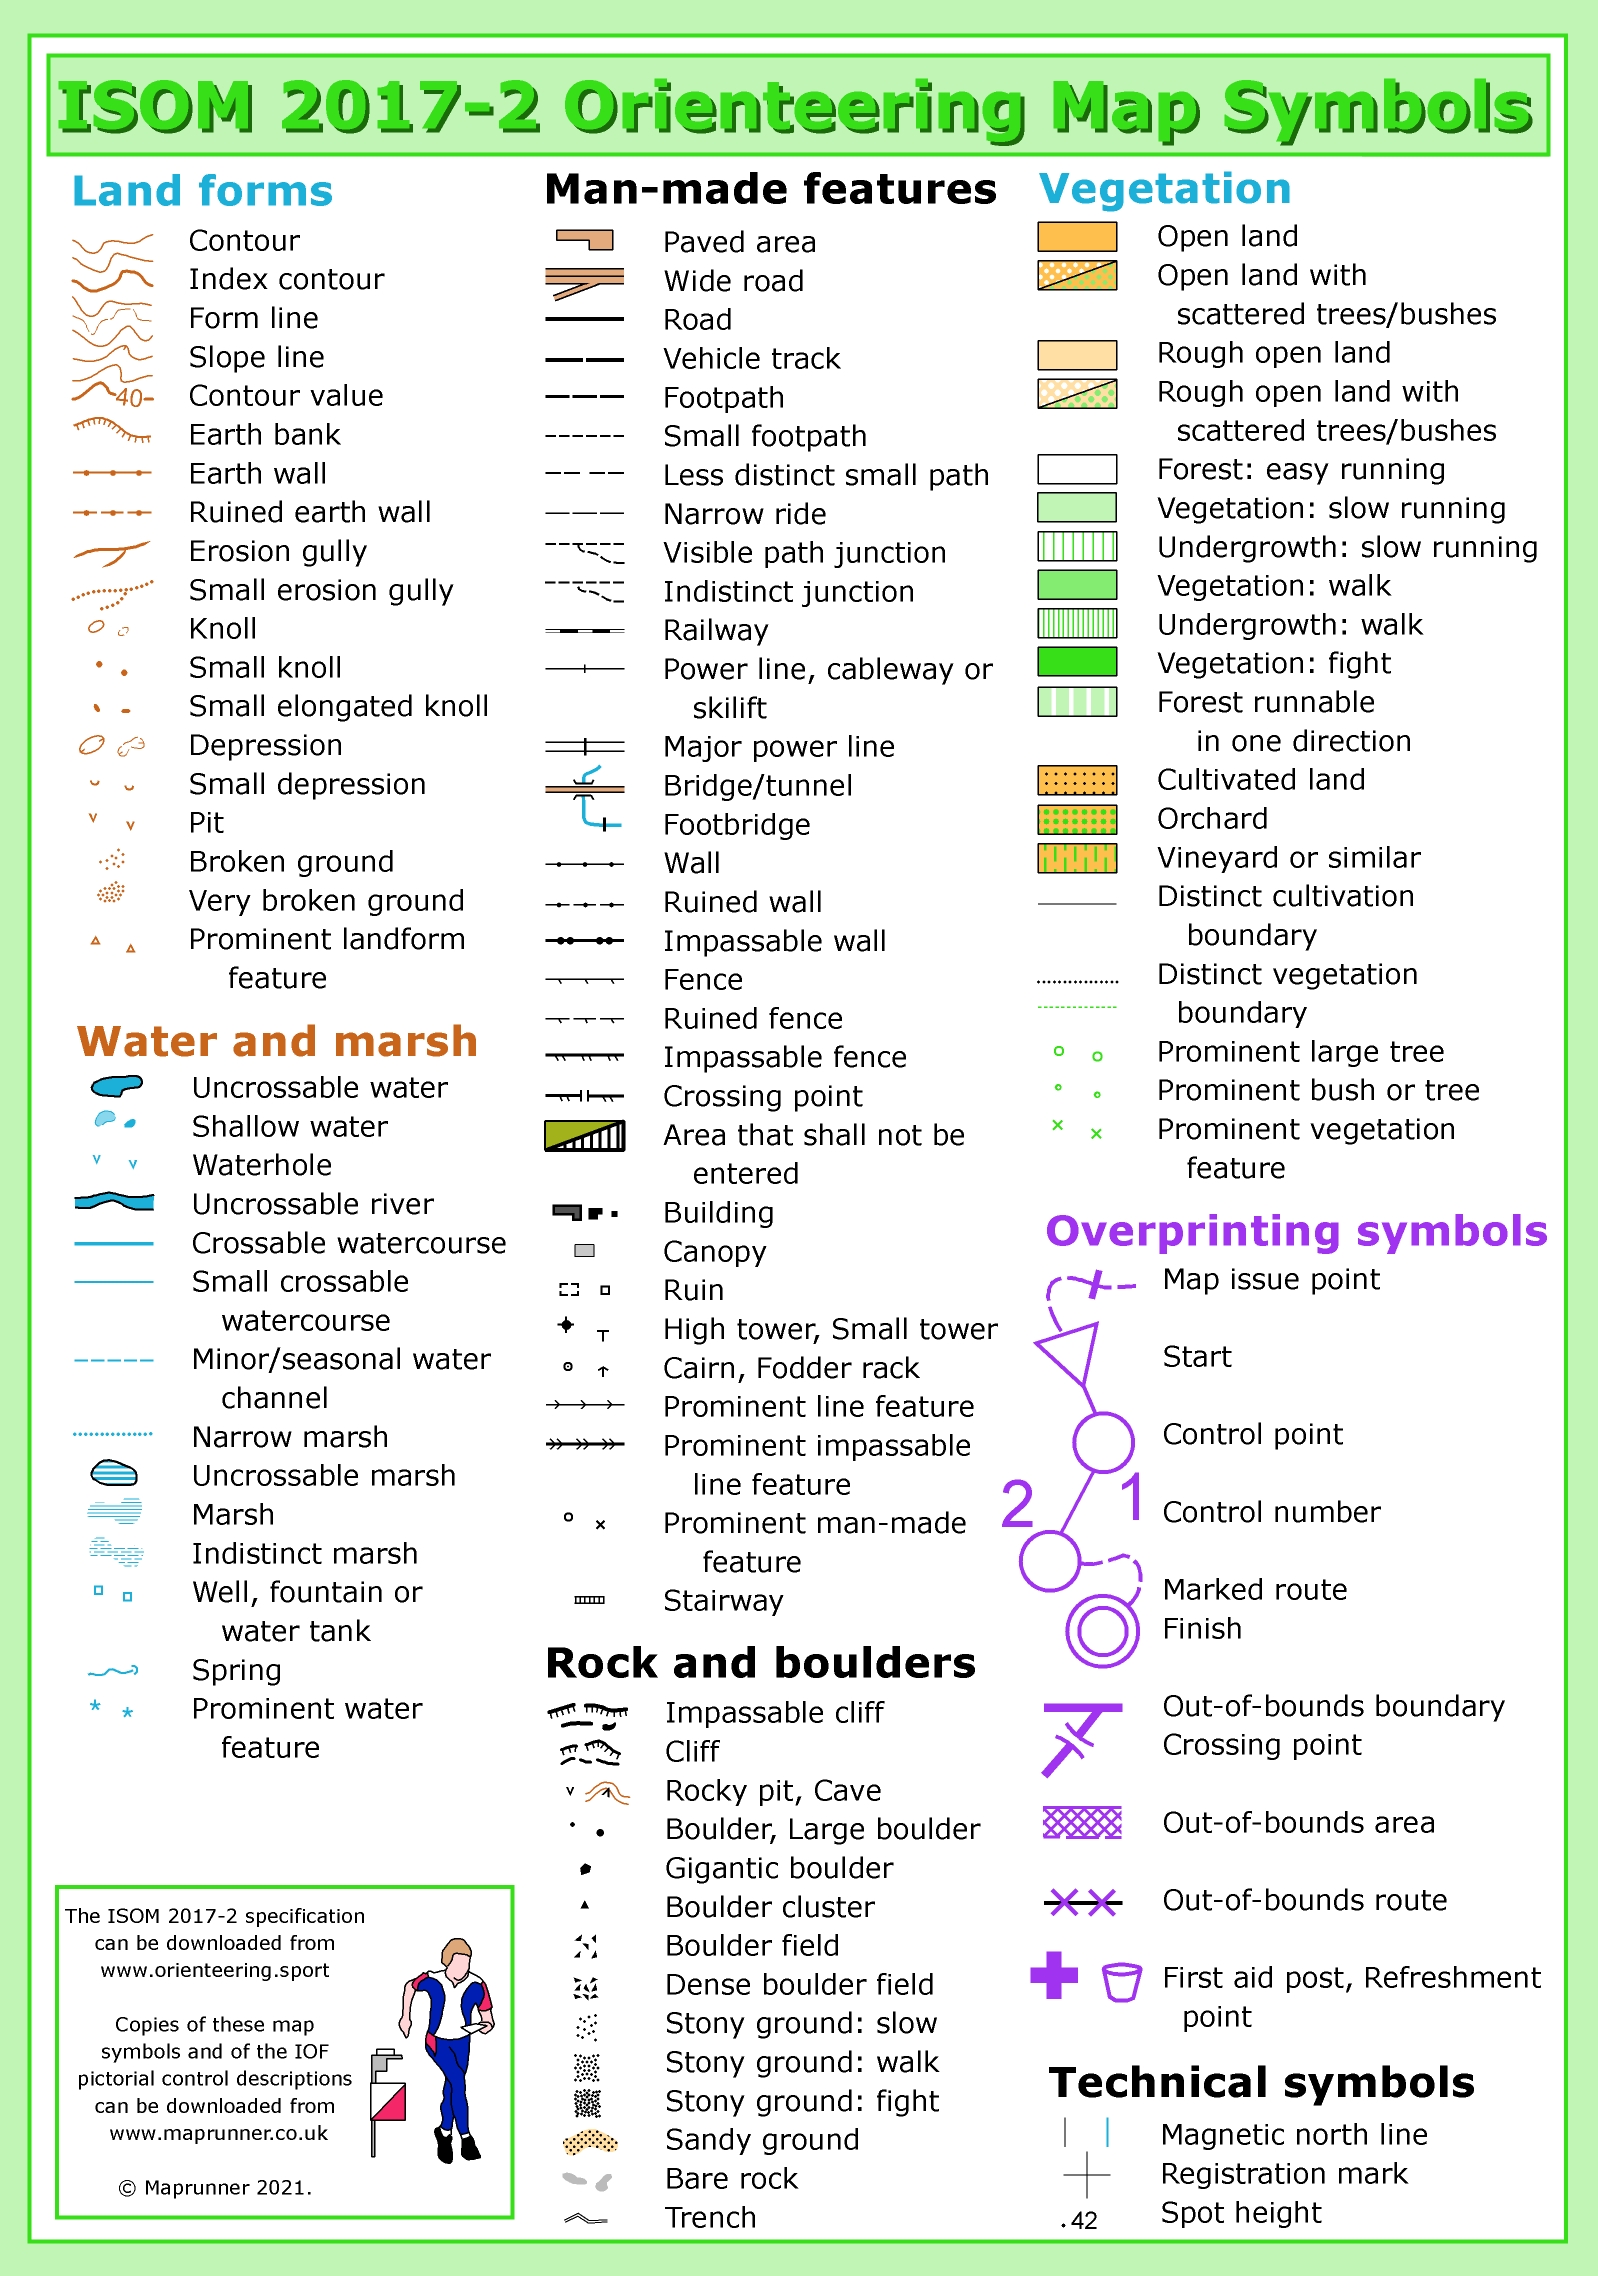 ISOM 2017-2 Orienteering Map Symbols
Land forms
Contour
Index contour
Form line
Slope line
40
Contour value
Earth bank
Earth wall
Ruined earth wall
Erosion gully
Small erosion gully
Knoll
Small knoll
Small elongated knoll
Depression
Small depression
Pit
Broken ground
Very broken ground
Prominent landform
feature
Water and marsh
Uncrossable water
Shallow water
Waterhole
Uncrossable river
Crossable watercourse
Small crossable
watercourse
Minor/seasonal water
channel
Narrow marsh
Uncrossable marsh
Marsh
Indistinct marsh
Well, fountain or
water tank
Spring
Prominent water
feature
The ISOM 2017-2 specification
can be downloaded from
www.orienteering.sport
Copies of these map
symbols and of the IOF
pictorial control descriptions
can be downloaded from
www.maprunner.co.uk
© Maprunner 2021.
Man-made features
Paved area
Wide road
Road
Vehicle track
Footpath
Small footpath
Less distinct small path
Narrow ride
Visible path junction
Indistinct junction
Railway
Power line, cableway or
skilift
Major power line
Bridge/tunnel
Footbridge
Wall
Ruined wall
Impassable wall
Fence
Ruined fence
Impassable fence
Crossing point
Area that shall not be
entered
Building
Canopy
Ruin
High tower, Small tower
Cairn, Fodder rack
Prominent line feature
Prominent impassable
line feature
Prominent man-made
feature
Stairway
Rock and boulders
Impassable cliff
Cliff
Rocky pit, Cave
Boulder, Large boulder
Gigantic boulder
Boulder cluster
Boulder field
Dense boulder field
Stony ground: slow
Stony ground: walk
Stony ground: fight
Sandy ground
Bare rock
Trench
Vegetation
Open land
Open land with
scattered trees/bushes
Rough open land
Rough open land with
scattered trees/bushes
Forest: easy running
Vegetation: slow running
Undergrowth: slow running
Vegetation: walk
Undergrowth: walk
Vegetation: fight
Forest runnable
in one direction
Cultivated land
Orchard
Vineyard or similar
Distinct cultivation
boundary
Distinct vegetation
boundary
Prominent large tree
Prominent bush or tree
Prominent vegetation
feature
Overprinting symbols
Map issue point
Start
Control point
2 1
Control number
Marked route
Finish
Out-of-bounds boundary
Crossing point
Out-of-bounds area
Out-of-bounds route
First aid post, Refreshment
point
Technical symbols
Magnetic north line
Registration mark
.42 Spot height